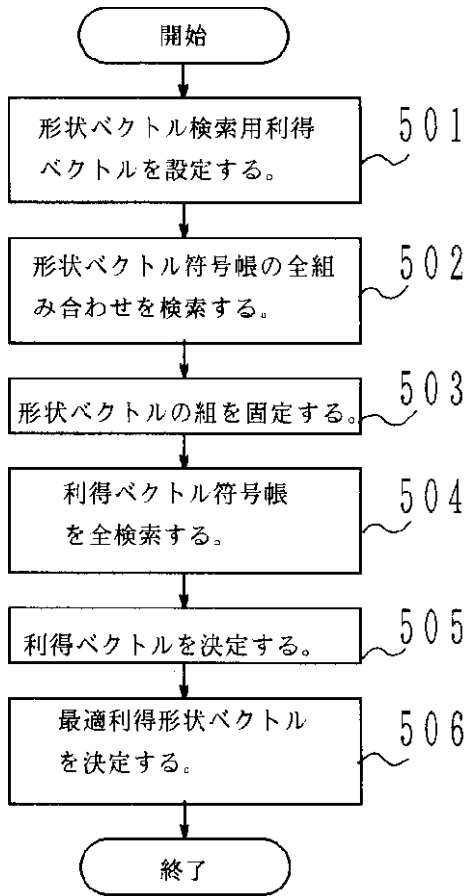 開始
形状ベクトル検索用利得
ベクトルを設定する。
501
形状ベクトル符号帳の全組
み合わせを検索する。
502
形状ベクトルの組を固定する。
503
利得ベクトル符号帳
を全検索する。
504
利得ベクトルを決定する。
505
最適利得形状ベクトル
を決定する。
506
終了